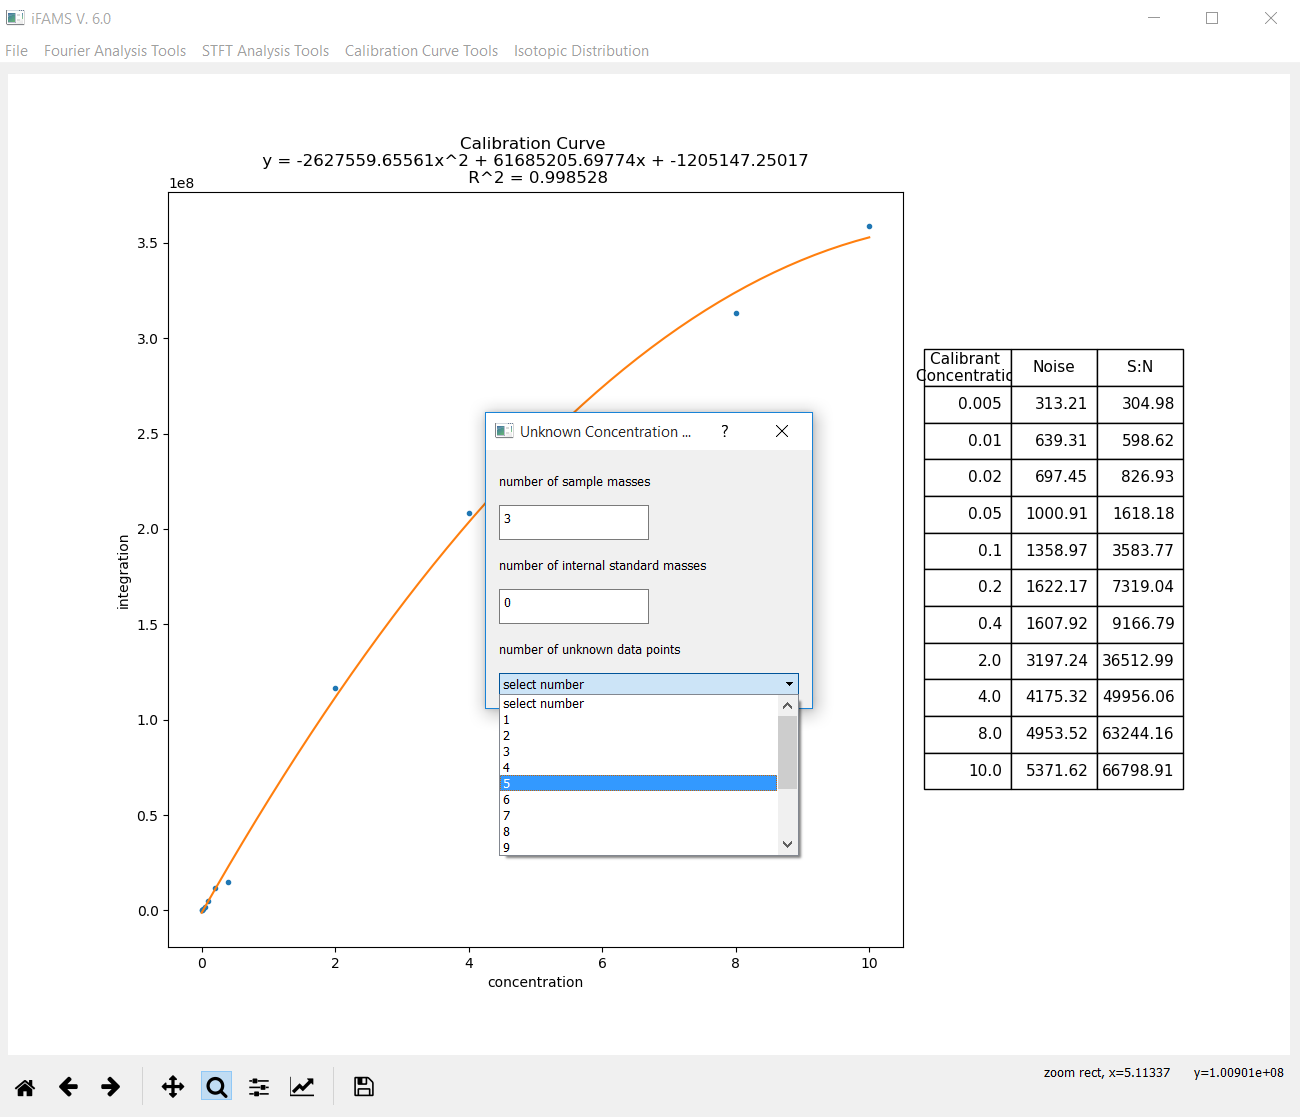 iFAMS V. 6.0
File Fourier Analysis Tools STFT Analysis Tools Calibration Curve Tools Isotopic Distribution
Calibration Curve
y = -2627559.65561x^2 + 61685205.69774x + -1205147.25017
R^2 = 0.998528
1e8
3.5
3.0
2.5
2.0
1.5
1.0
0.5
0.0
integration
0 2 4 6 8 10
concentration
Unknown Concentration ... ?
number of sample masses
3
number of internal standard masses
0
number of unknown data points
select number
select number
1
2
3
4
5
6
7
8
9
Calibrant
Concentratio Noise S:N
0.005 313.21 304.98
0.01 639.31 598.62
0.02 697.45 826.93
0.05 1000.91 1618.18
0.1 1358.97 3583.77
0.2 1622.17 7319.04
0.4 1607.92 9166.79
2.0 3197.24 36512.99
4.0 4175.32 49956.06
8.0 4953.52 63244.16
10.0 5371.62 66798.91
zoom rect, x=5.11337 y=1.00901e+08